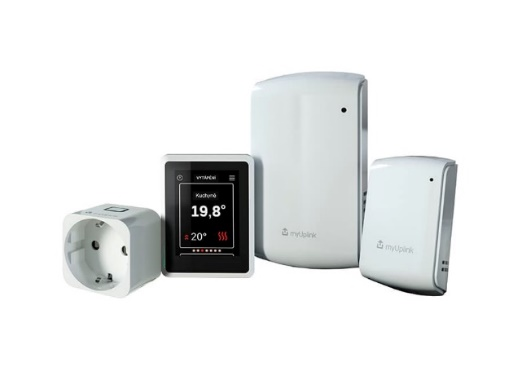 VYTÁPĚNÍ
Kuchyně
19,8°
20°
myUplink
myUplink